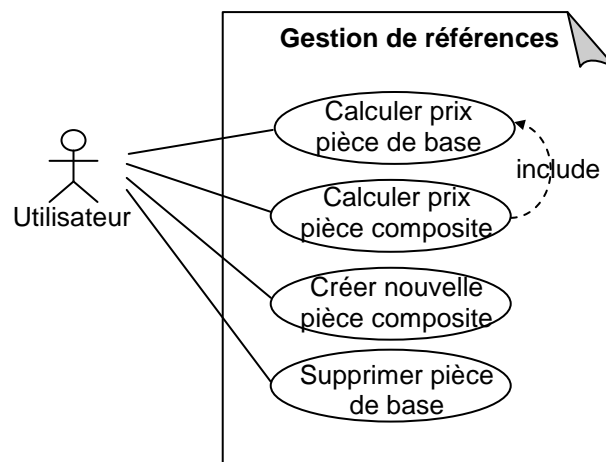 Gestion de références
Calculer prix
pièce de base
include
Calculer prix
pièce composite
Utilisateur
Créer nouvelle
pièce composite
Supprimer pièce
de base